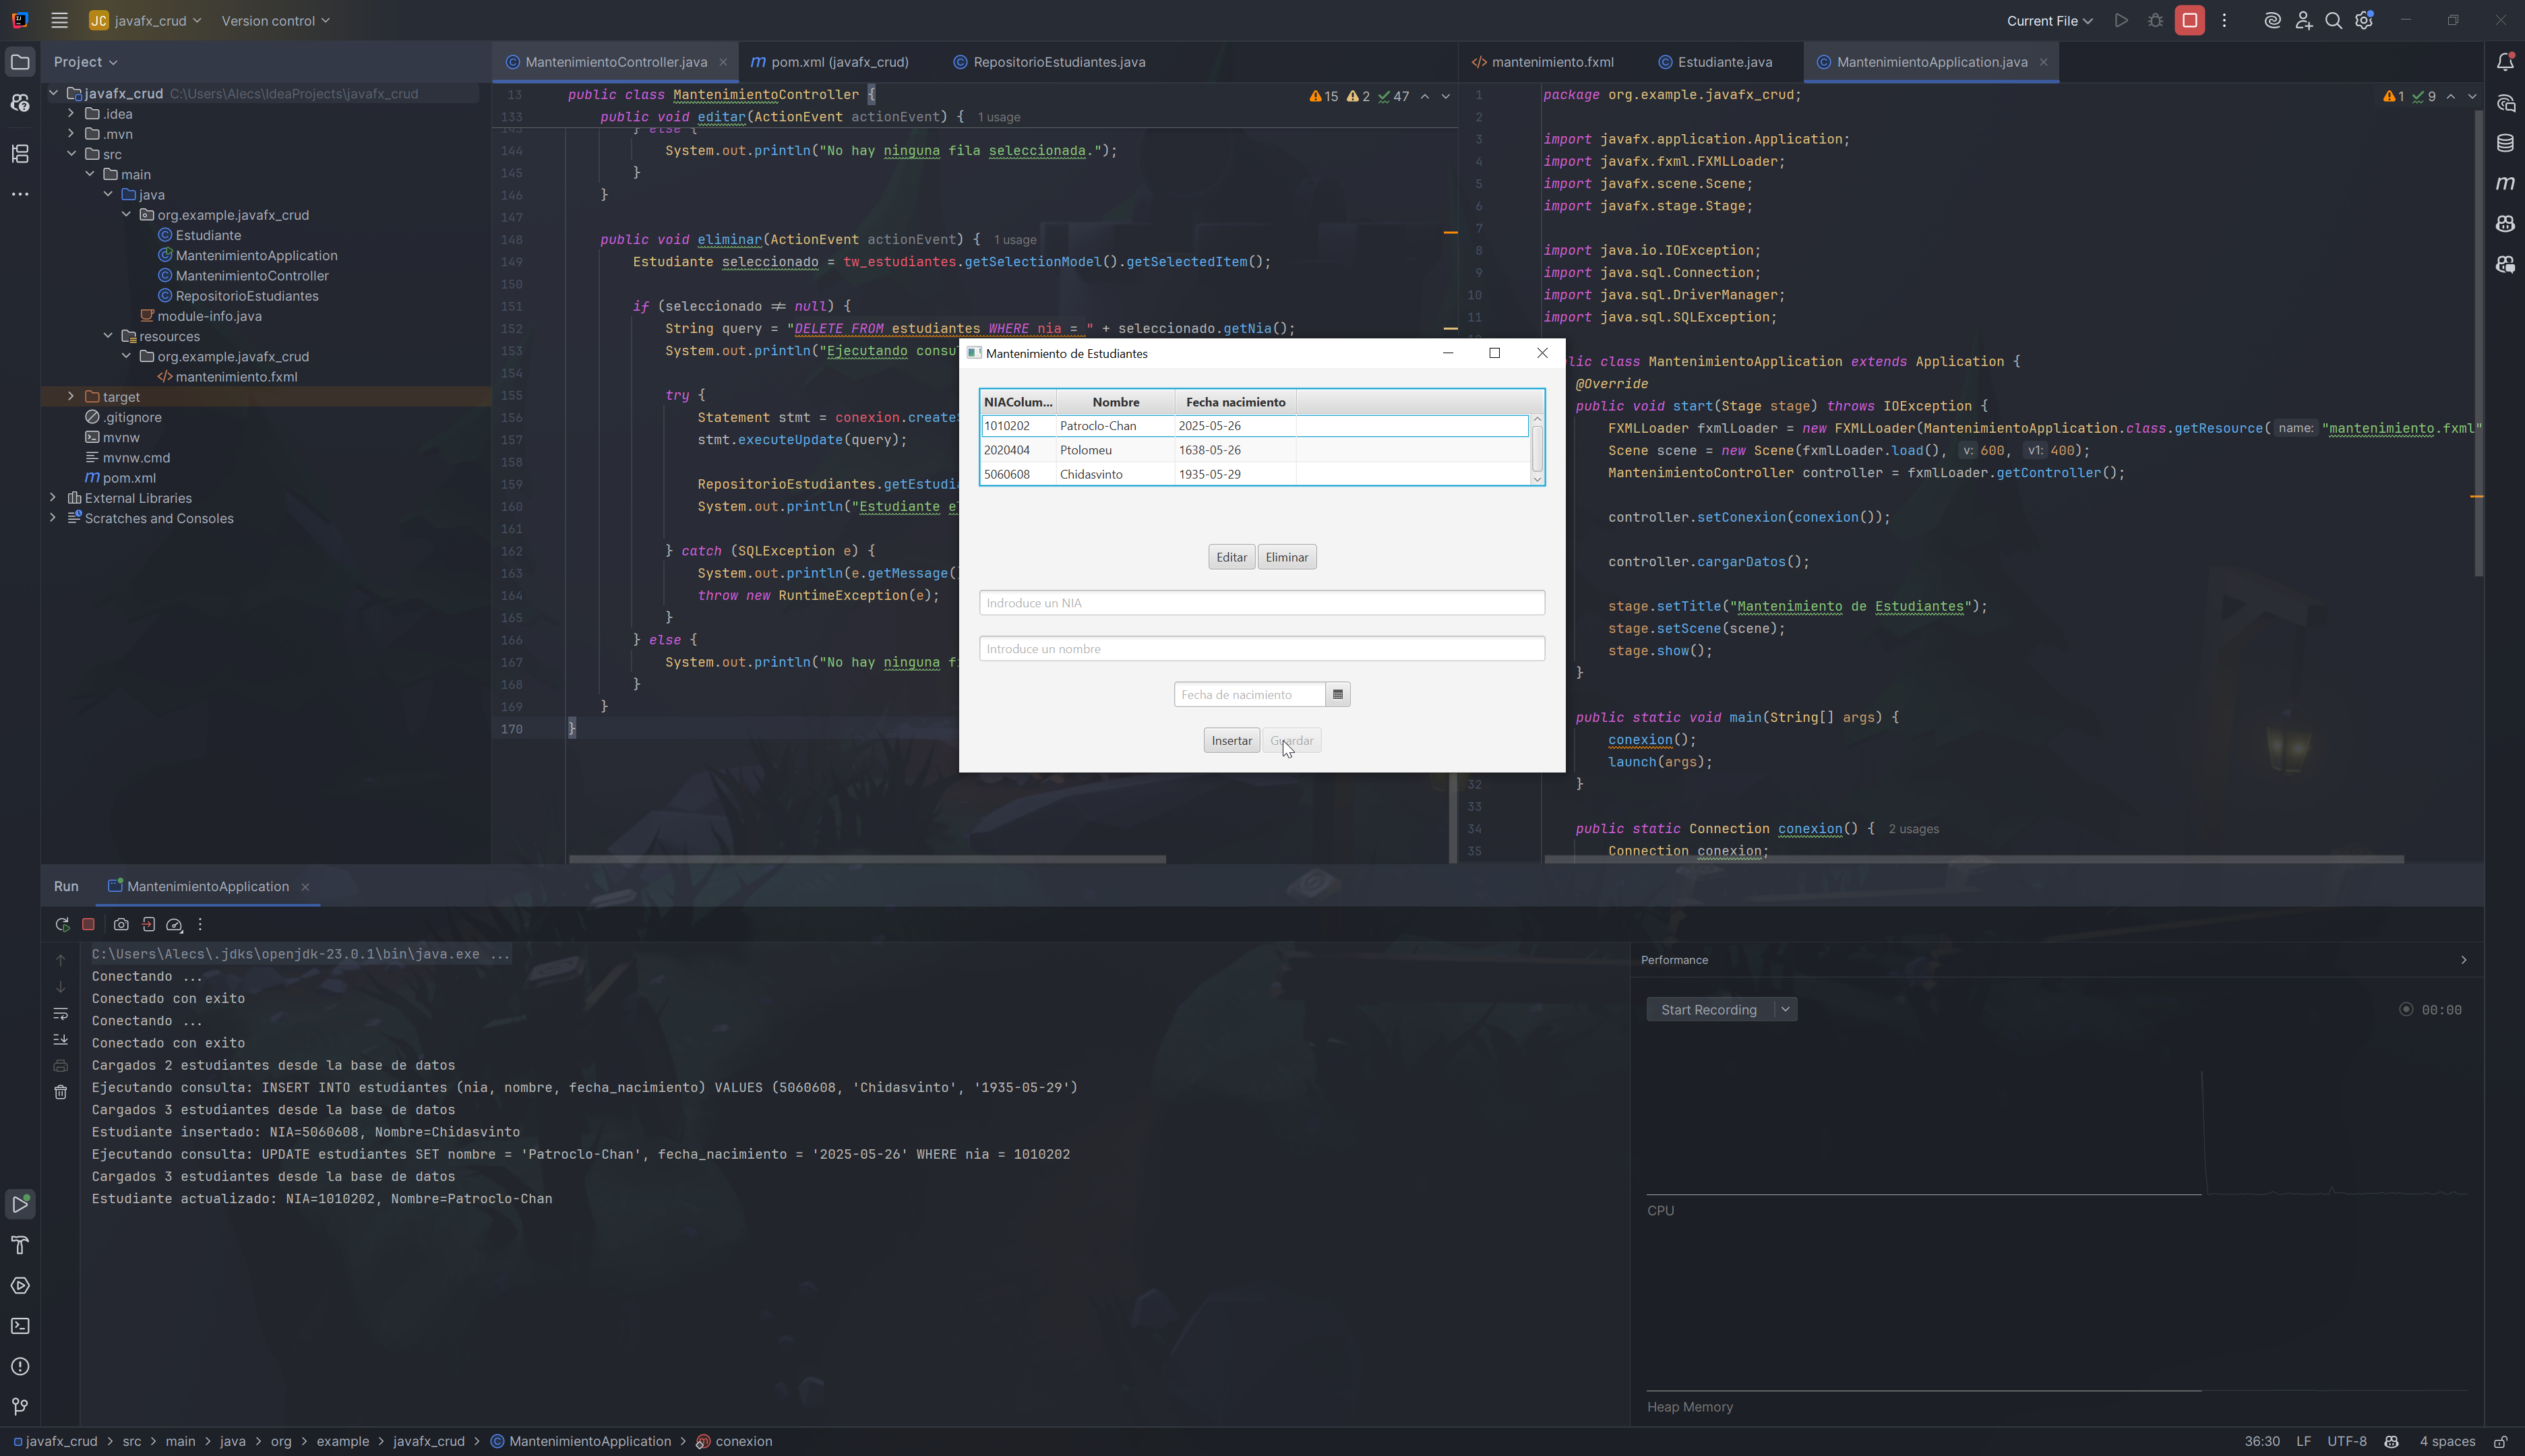 JC javafx_crud Version control Current File
Project
javafx_crud C:\Users\Alecs\IdeaProjects\javafx_crud
.idea
.mvn
src
main
java
org.example.javafx_crud
Estudiante
MantenimientoApplication
MantenimientoController
RepositorioEstudiantes
module-info.java
resources
org.example.javafx_crud
mantenimiento.fxml
target
.gitignore
mvnw
mvnw.cmd
pom.xml
External Libraries
Scratches and Consoles
MantenimientoController.java pom.xml (javafx_crud) RepositorioEstudiantes.java
15 2 47
13 public class MantenimientoController {
133 public void editar(ActionEvent actionEvent) { 1 usage
143 } else {
144 System.out.println("No hay ninguna fila seleccionada.");
145 }
146 }
147
148 public void eliminar(ActionEvent actionEvent) { 1 usage
149 Estudiante seleccionado = tw_estudiantes.getSelectionModel().getSelectedItem();
150
151 if (seleccionado ≠ null) {
152 String query = "DELETE FROM estudiantes WHERE nia = " + seleccionado.getNia();
153 System.out.println("Ejecutando consu
154
155 try {
156 Statement stmt = conexion.create
157 stmt.executeUpdate(query);
158
159 RepositorioEstudiantes.getEstudi
160 System.out.println("Estudiante el
161
162 } catch (SQLException e) {
163 System.out.println(e.getMessage(
164 throw new RuntimeException(e);
165 }
166 } else {
167 System.out.println("No hay ninguna f
168 }
169 }
170 }
mantenimiento.fxml Estudiante.java MantenimientoApplication.java
1 9
1 package org.example.javafx_crud;
2
3 import javafx.application.Application;
4 import javafx.fxml.FXMLLoader;
5 import javafx.scene.Scene;
6 import javafx.stage.Stage;
7
8 import java.io.IOException;
9 import java.sql.Connection;
10 import java.sql.DriverManager;
11 import java.sql.SQLException;
lic class MantenimientoApplication extends Application {
@Override
public void start(Stage stage) throws IOException {
FXMLLoader fxmlLoader = new FXMLLoader(MantenimientoApplication.class.getResource( name: "mantenimiento.fxml"
Scene scene = new Scene(fxmlLoader.load(), v: 600, v1: 400);
MantenimientoController controller = fxmlLoader.getController();
controller.setConexion(conexion());
controller.cargarDatos();
stage.setTitle("Mantenimiento de Estudiantes");
stage.setScene(scene);
stage.show();
}
public static void main(String[] args) {
conexion();
launch(args);
32 }
33
34 public static Connection conexion() { 2 usages
35 Connection conexion;
Mantenimiento de Estudiantes
NIAColum... Nombre Fecha nacimiento
1010202 Patroclo-Chan 2025-05-26
2020404 Ptolomeu 1638-05-26
5060608 Chidasvinto 1935-05-29
Editar Eliminar
Indroduce un NIA
Introduce un nombre
Fecha de nacimiento
Insertar Guardar
Run MantenimientoApplication
C:\Users\Alecs\.jdks\openjdk-23.0.1\bin\java.exe ...
Conectando ...
Conectado con exito
Conectando ...
Conectado con exito
Cargados 2 estudiantes desde la base de datos
Ejecutando consulta: INSERT INTO estudiantes (nia, nombre, fecha_nacimiento) VALUES (5060608, 'Chidasvinto', '1935-05-29')
Cargados 3 estudiantes desde la base de datos
Estudiante insertado: NIA=5060608, Nombre=Chidasvinto
Ejecutando consulta: UPDATE estudiantes SET nombre = 'Patroclo-Chan', fecha_nacimiento = '2025-05-26' WHERE nia = 1010202
Cargados 3 estudiantes desde la base de datos
Estudiante actualizado: NIA=1010202, Nombre=Patroclo-Chan
Performance
Start Recording 00:00
CPU
Heap Memory
javafx_crud > src > main > java > org > example > javafx_crud > MantenimientoApplication > conexion 36:30 LF UTF-8 4 spaces